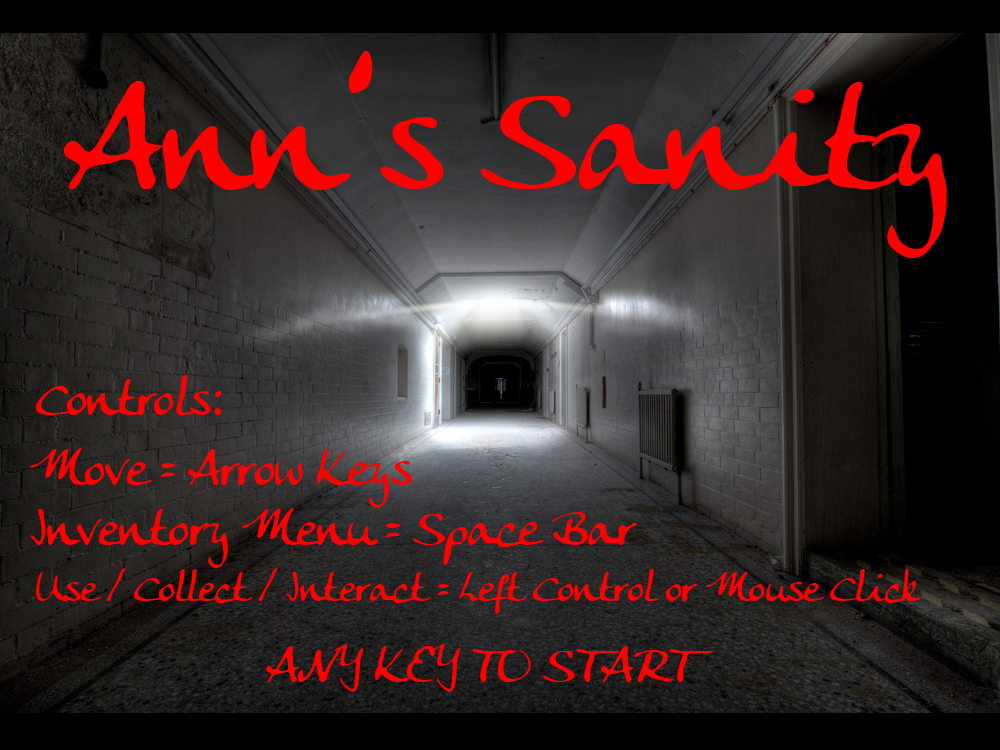 Ann's Sanity
Controls:
Move = Arrow Keys
Inventory Menu = Space Bar
Use / Collect / Interact = Left Control or Mouse Click
ANY KEY TO START